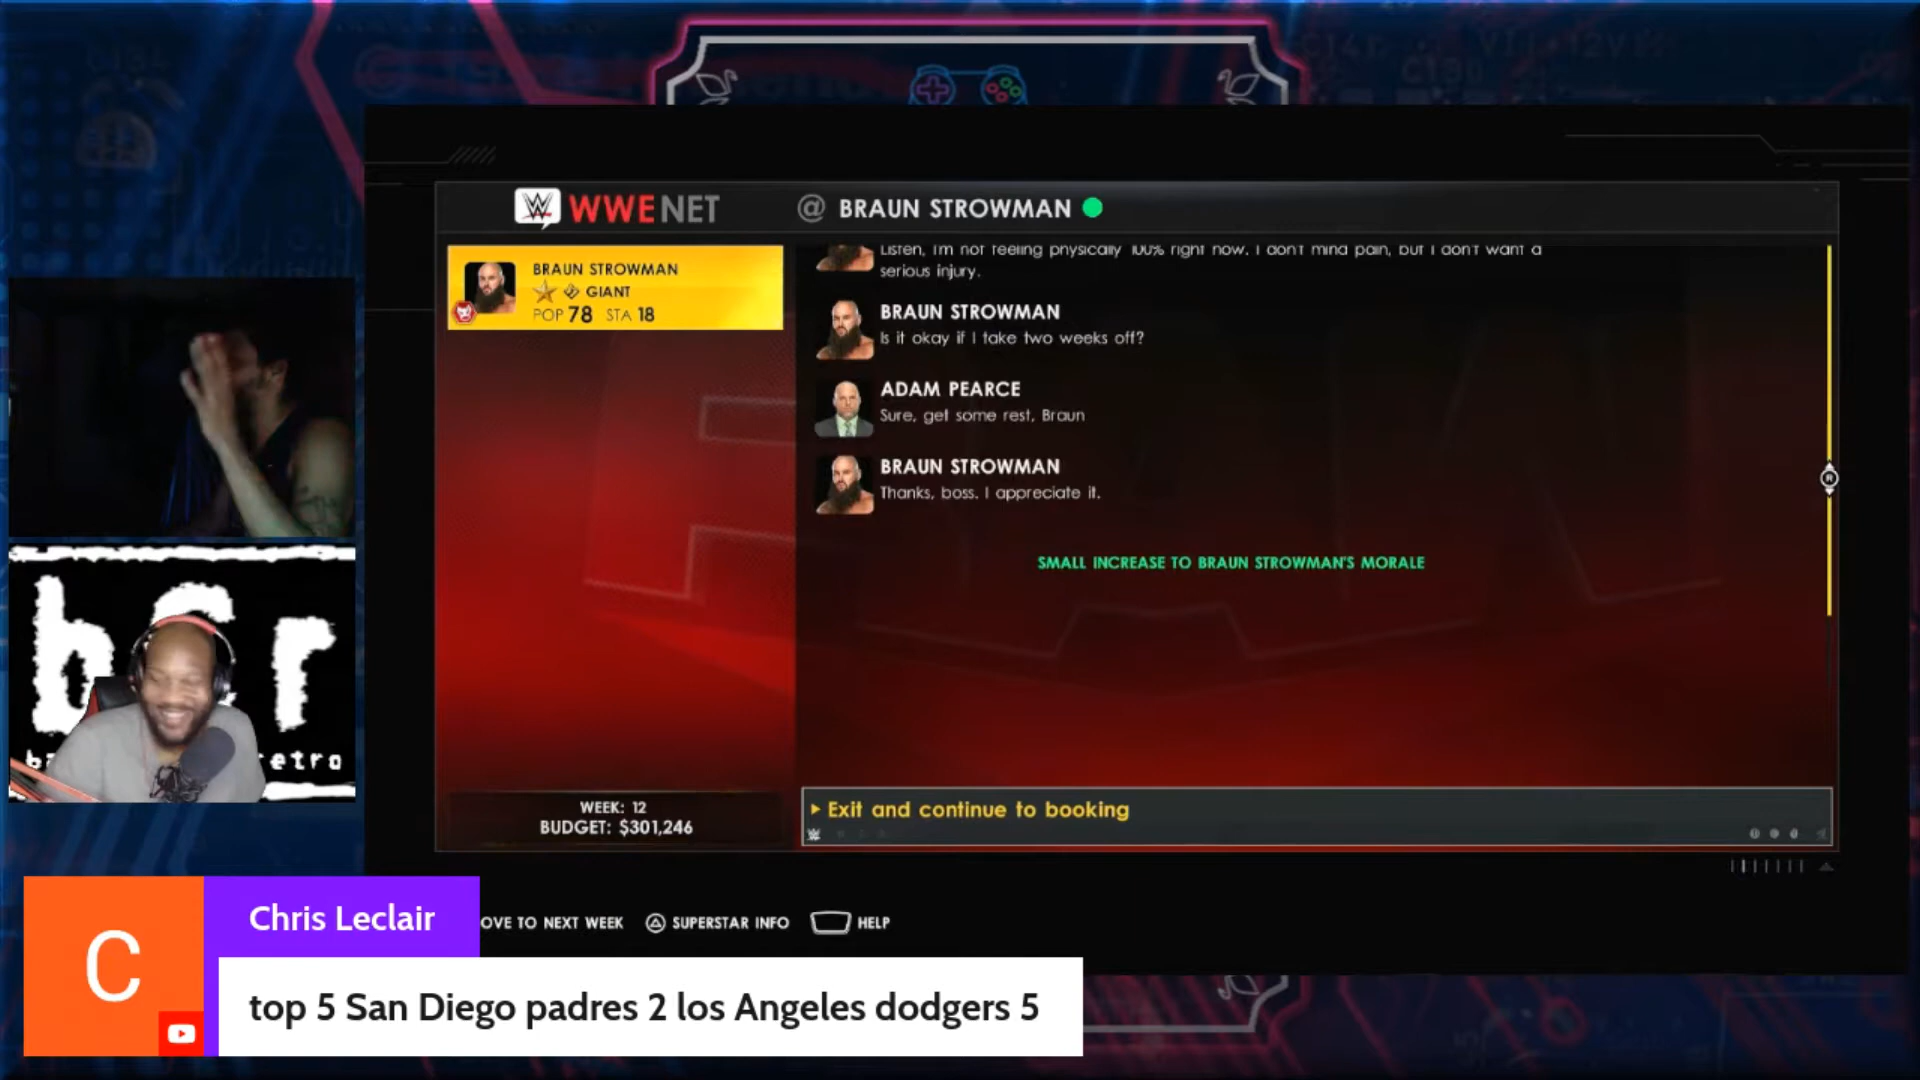 WWE NET
@ BRAUN STROWMAN
BRAUN STROWMAN
GIANT
POP 78 STA 18
Listen, I'm not feeling physically 100% right now. I don't mind pain, but I don't want a
serious injury.
BRAUN STROWMAN
Is it okay if I take two weeks off?
ADAM PEARCE
Sure, get some rest, Braun
BRAUN STROWMAN
Thanks, boss. I appreciate it.
SMALL INCREASE TO BRAUN STROWMAN'S MORALE
WEEK: 12
BUDGET: $301,246
Exit and continue to booking
OVE TO NEXT WEEK SUPERSTAR INFO HELP
bgr
etro
C
Chris Leclair
top 5 San Diego padres 2 los Angeles dodgers 5